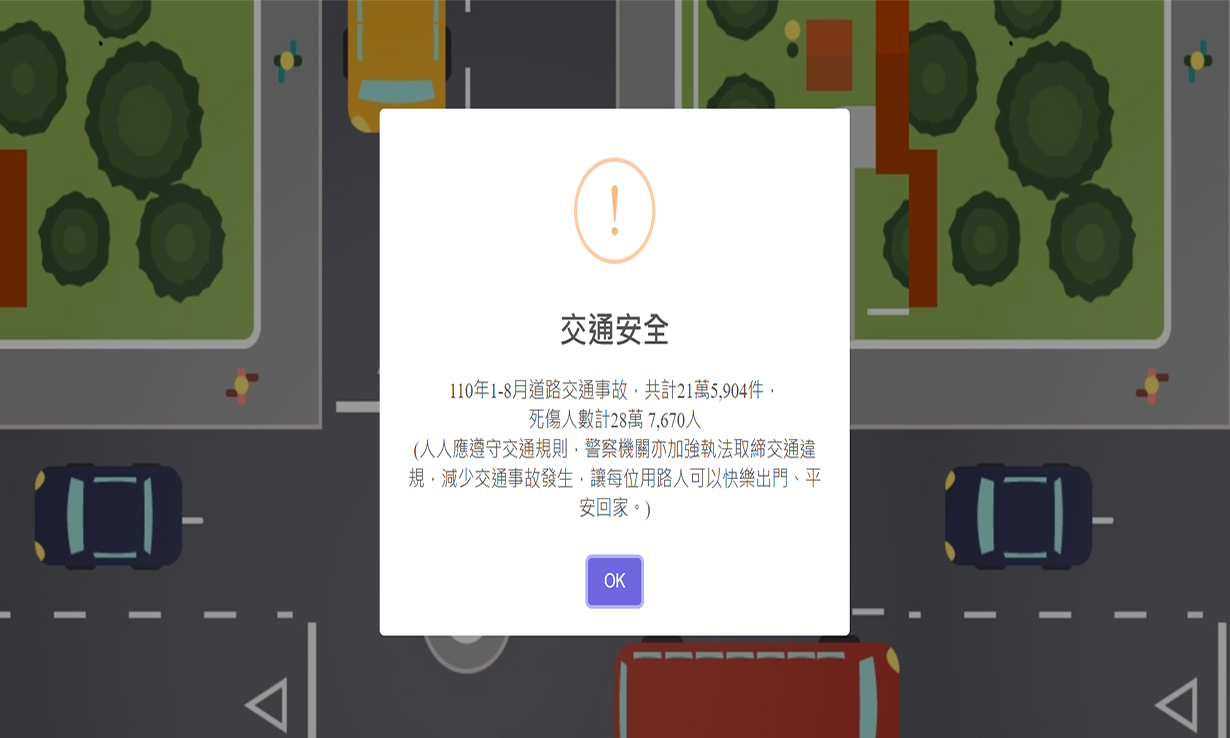 !
交通安全
110年1-8月道路交通事故，共計21萬5,904件，
死傷人數計28萬 7,670人
(人人應遵守交通規則，警察機關亦加強執法取締交通違
規，減少交通事故發生，讓每位用路人可以快樂出門、平
安回家。)
OK